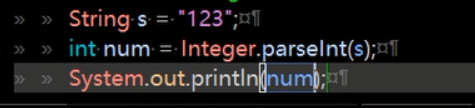 String s = "123";
int num = Integer.parseInt(s);
System.out.println(num);